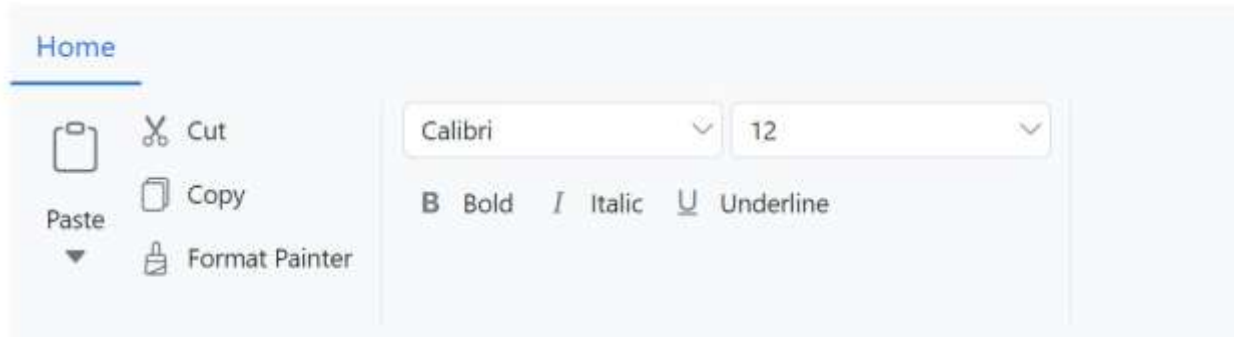 Home
Paste
Cut
Copy
Format Painter
Calibri
12
B Bold I Italic U Underline